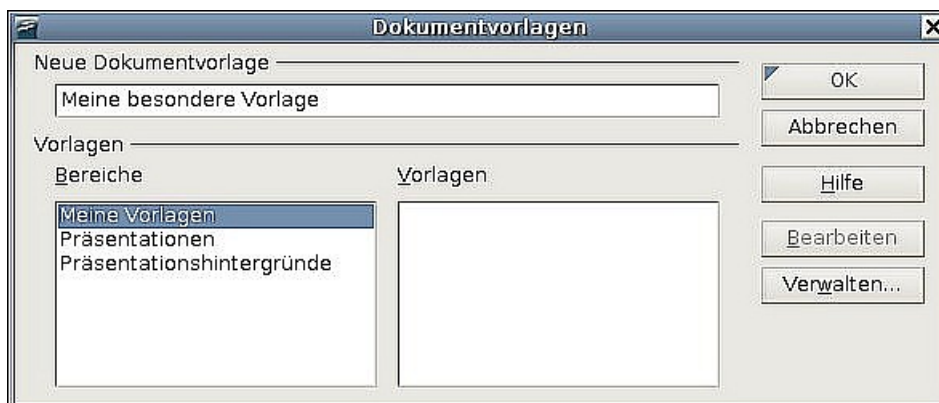 Dokumentvorlagen
Neue Dokumentvorlage
Meine besondere Vorlage
OK
Abbrechen
Vorlagen
Bereiche
Vorlagen
Hilfe
Meine Vorlagen
Präsentationen
Präsentationshintergründe
Bearbeiten
Verwalten...